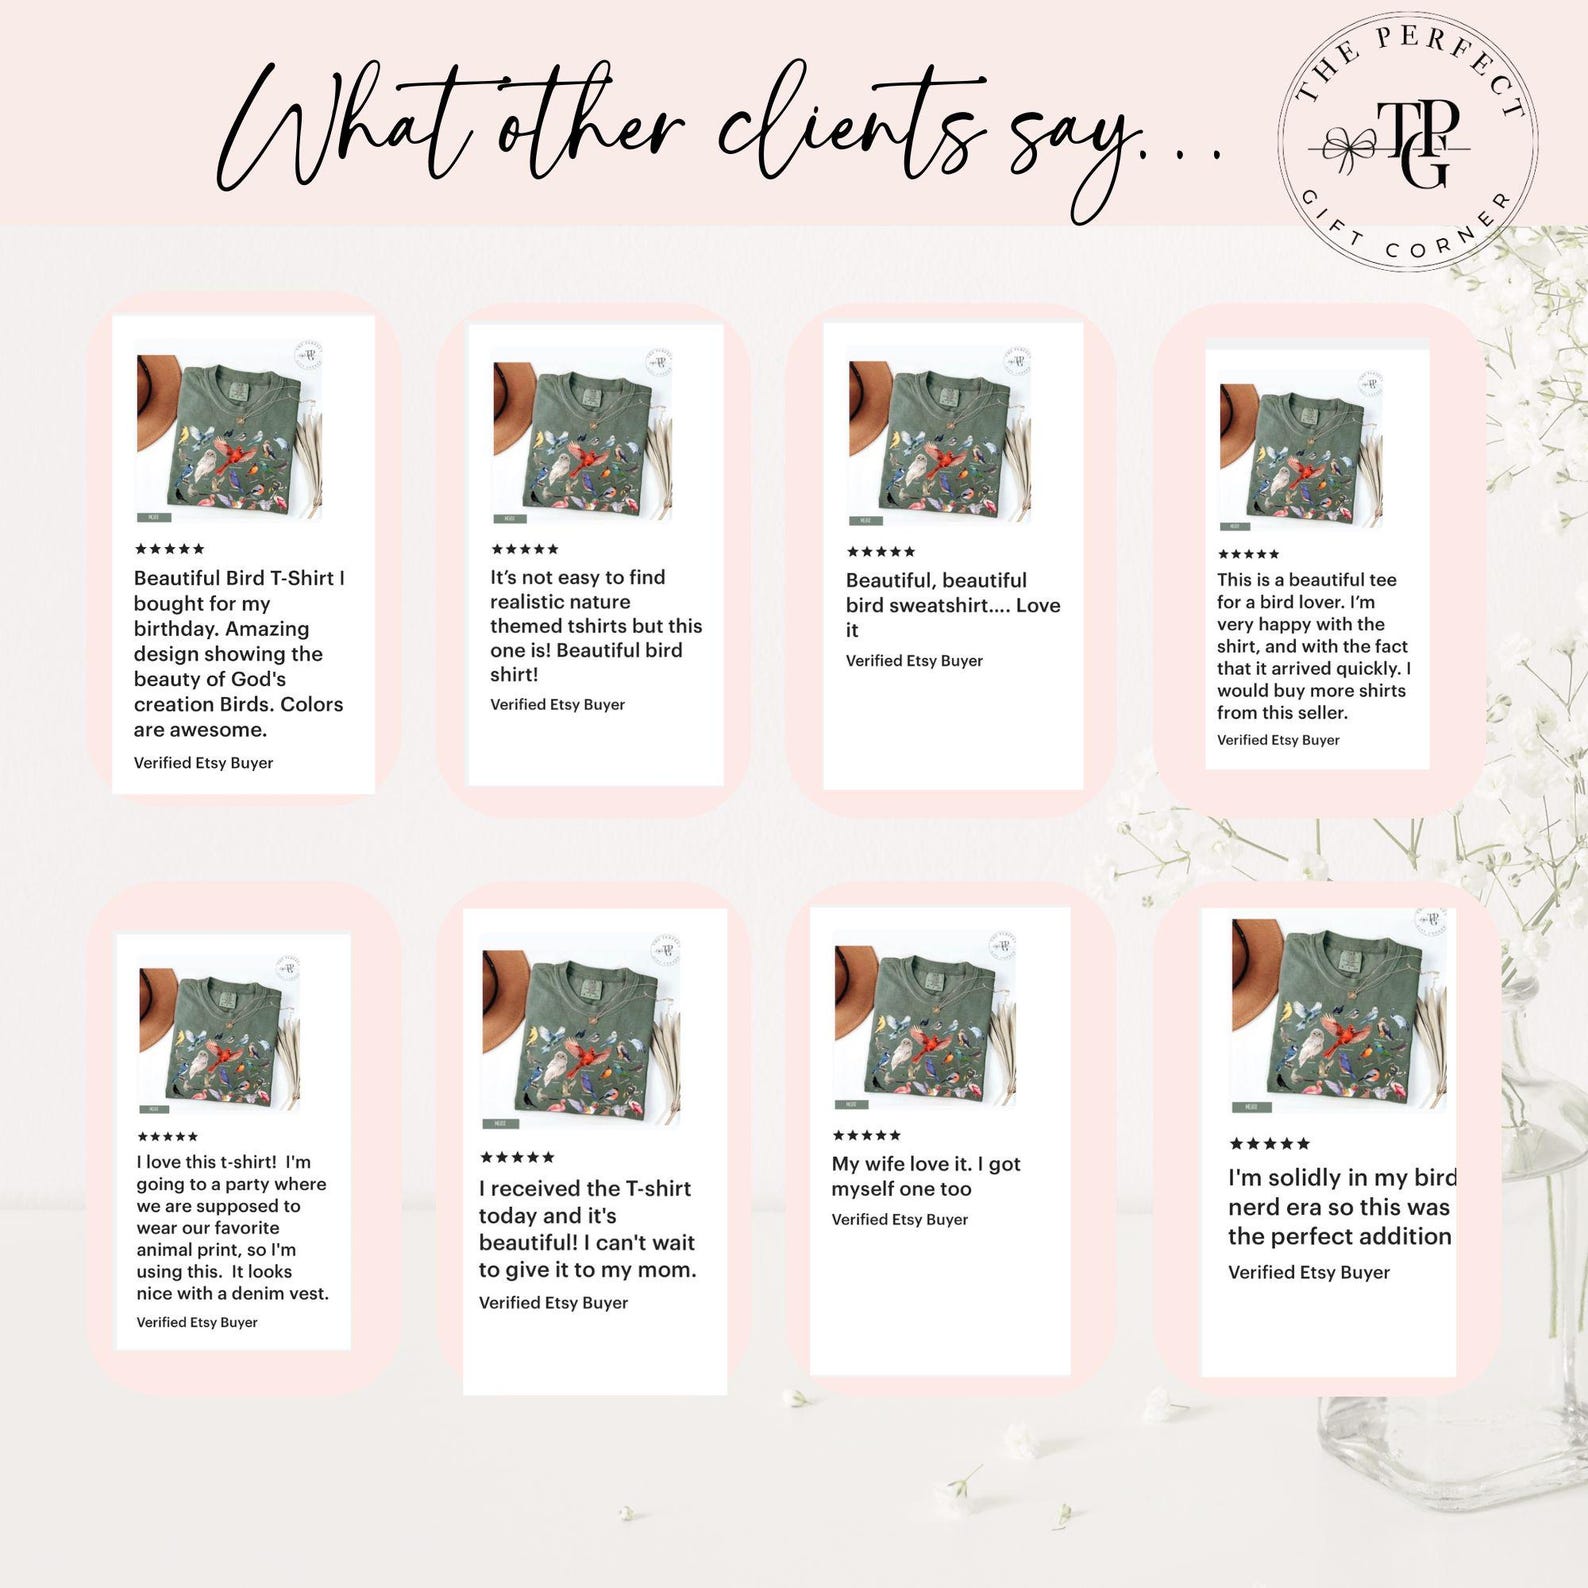 What other clients say...
THE PERFECT
TPG
GIFT CORNER
★★★★★
Beautiful Bird T-Shirt I
bought for my
birthday. Amazing
design showing the
beauty of God's
creation Birds. Colors
are awesome.
Verified Etsy Buyer
★★★★★
It’s not easy to find
realistic nature
themed tshirts but this
one is! Beautiful bird
shirt!
Verified Etsy Buyer
★★★★★
Beautiful, beautiful
bird sweatshirt.... Love
it
Verified Etsy Buyer
★★★★★
This is a beautiful tee
for a bird lover. I’m
very happy with the
shirt, and with the fact
that it arrived quickly. I
would buy more shirts
from this seller.
Verified Etsy Buyer
★★★★★
I love this t-shirt!  I'm
going to a party where
we are supposed to
wear our favorite
animal print, so I'm
using this.  It looks
nice with a denim vest.
Verified Etsy Buyer
★★★★★
I received the T-shirt
today and it's
beautiful! I can't wait
to give it to my mom.
Verified Etsy Buyer
★★★★★
My wife love it. I got
myself one too
Verified Etsy Buyer
★★★★★
I'm solidly in my bird
nerd era so this was
the perfect addition
Verified Etsy Buyer